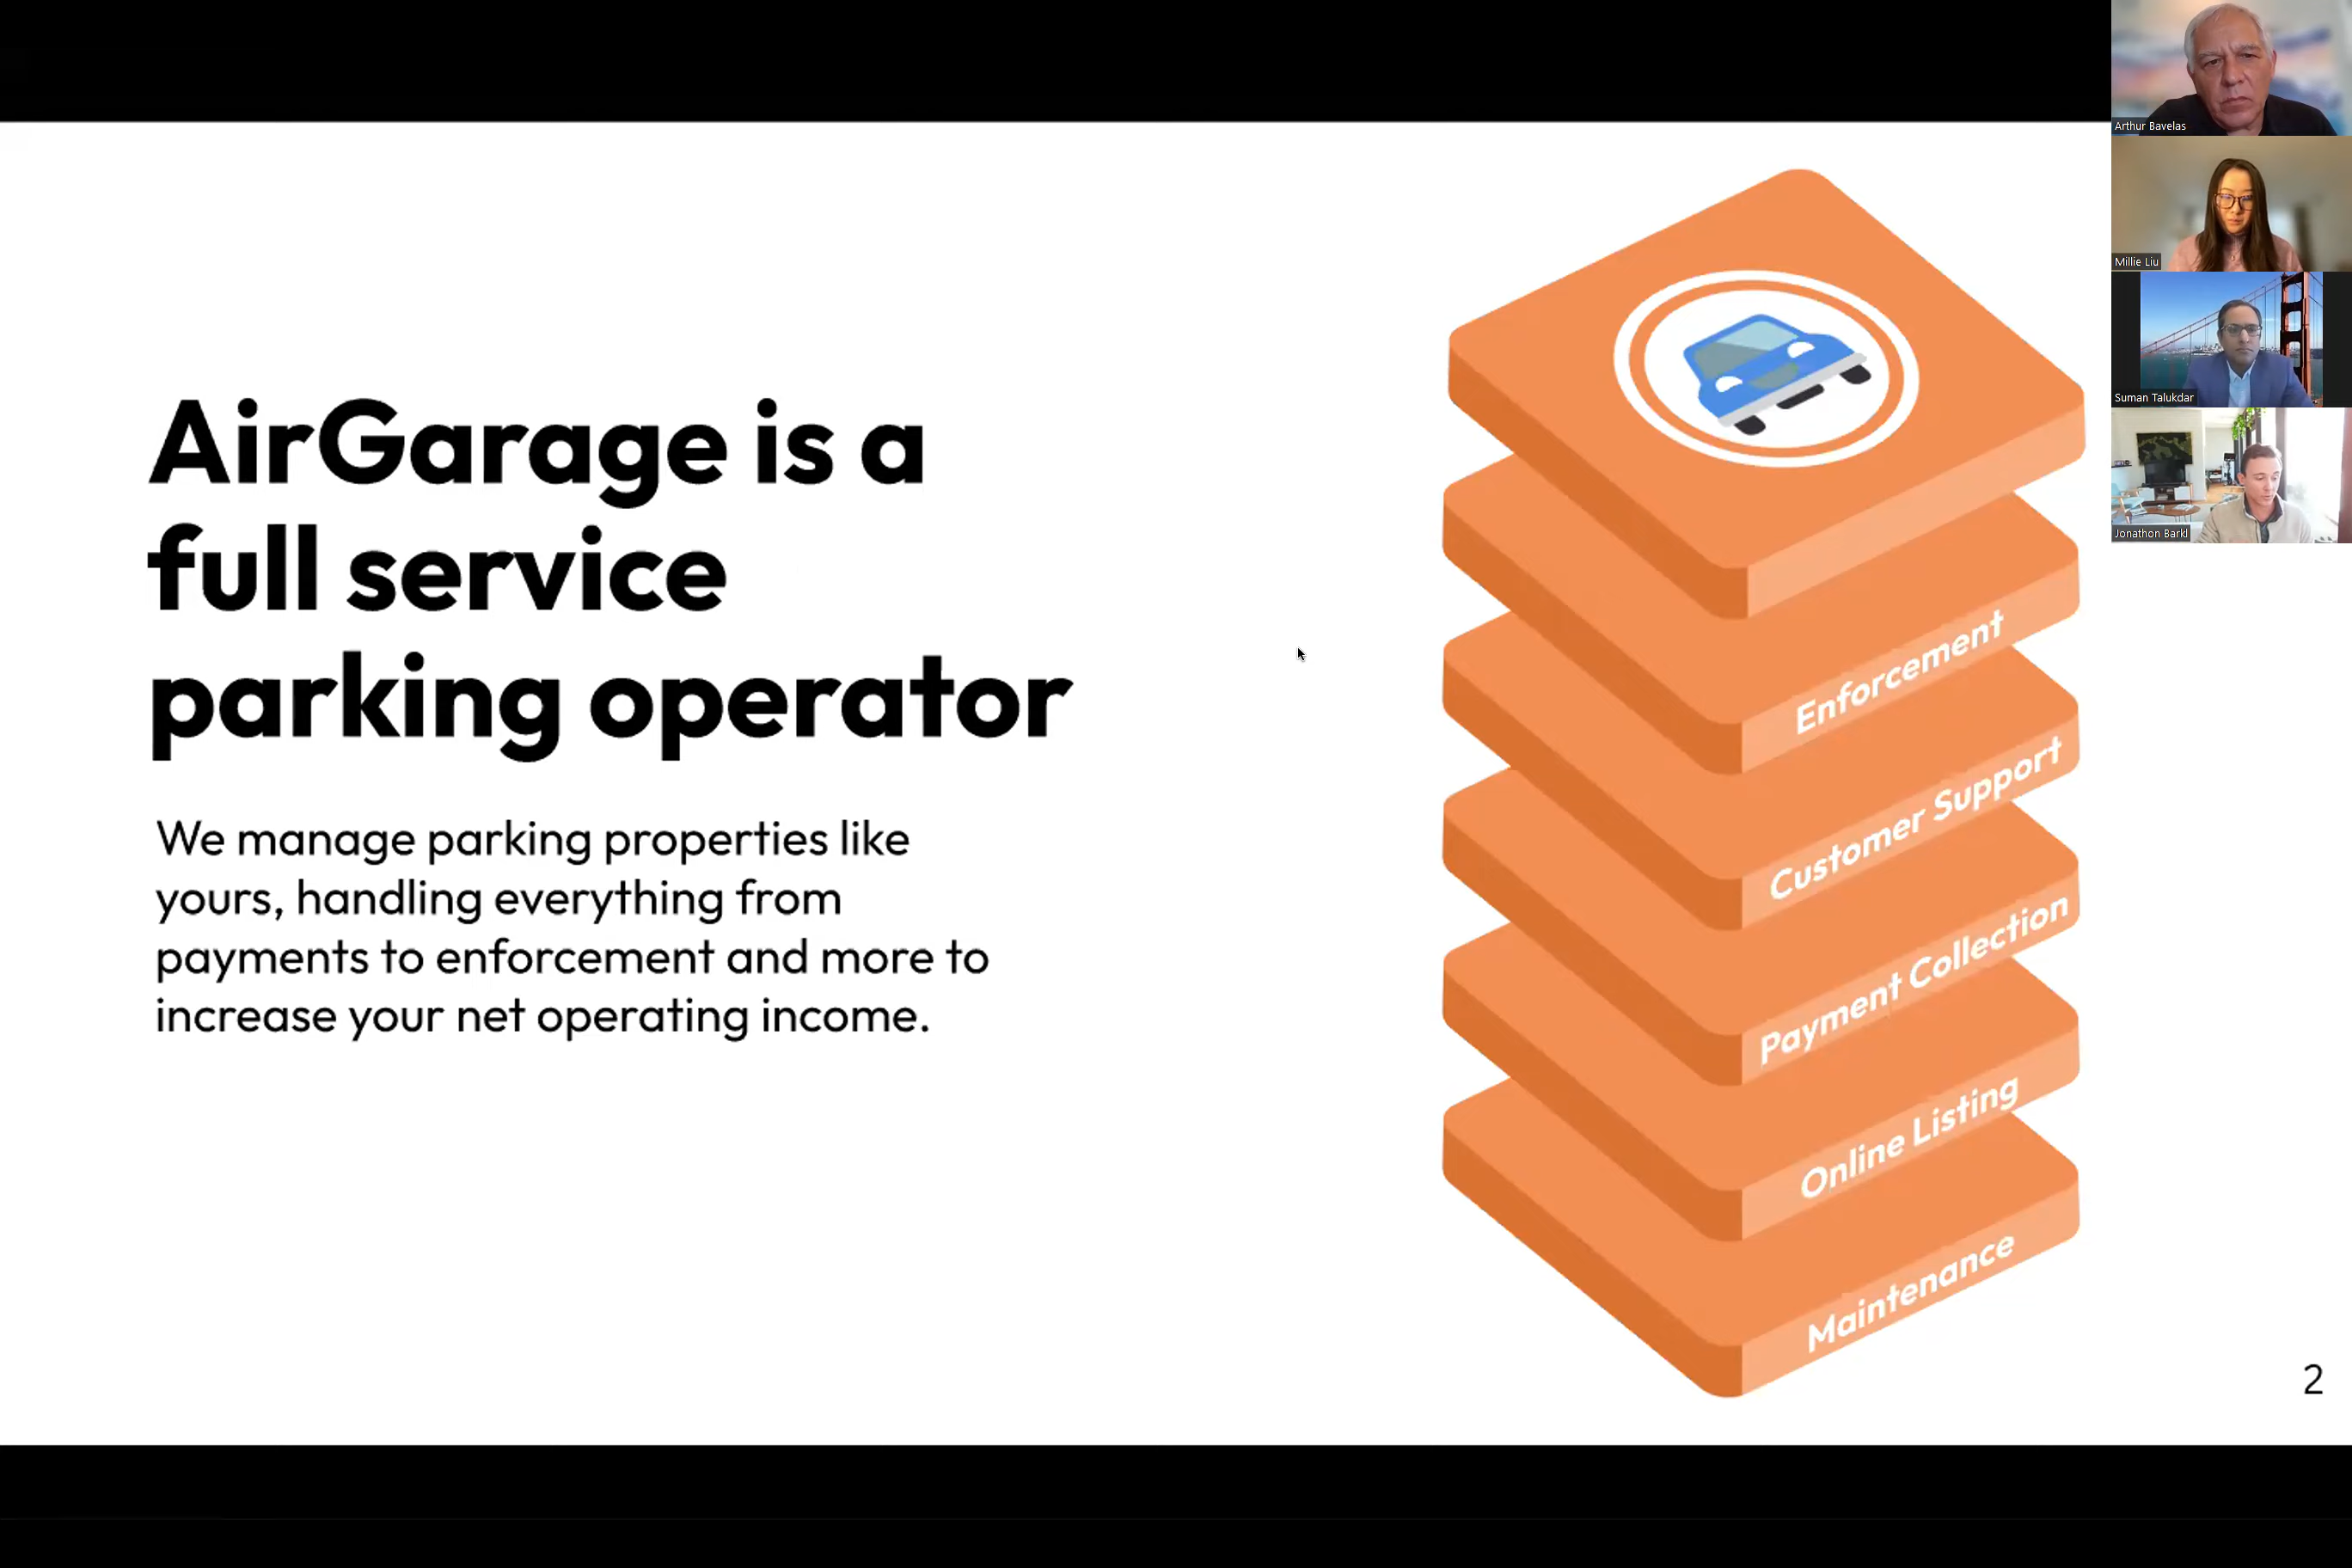 AirGarage is a
full service
parking operator
We manage parking properties like
yours, handling everything from
payments to enforcement and more to
increase your net operating income.
Enforcement
Customer Support
Payment Collection
Online Listing
Maintenance
2
Arthur Bavelas
Millie Liu
Suman Talukdar
Jonathon Barkl